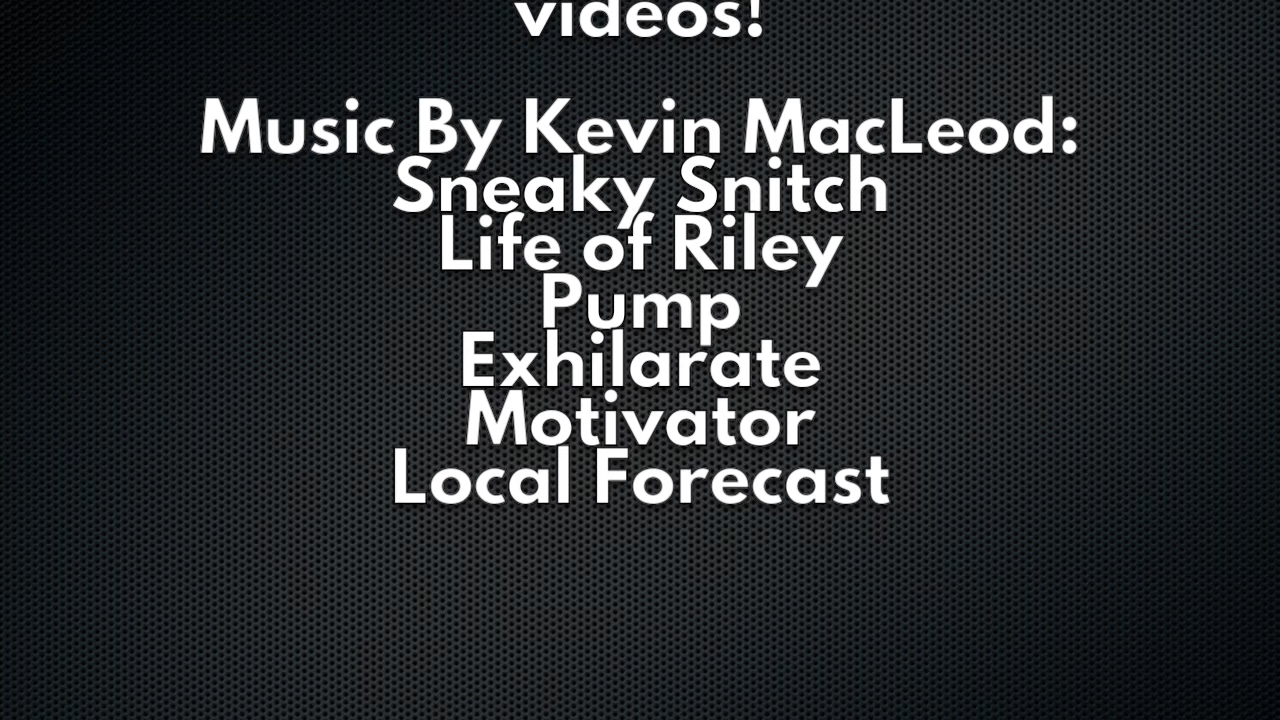 videos!
Music By Kevin MacLeod:
Sneaky Snitch
Life of Riley
Pump
Exhilarate
Motivator
Local Forecast